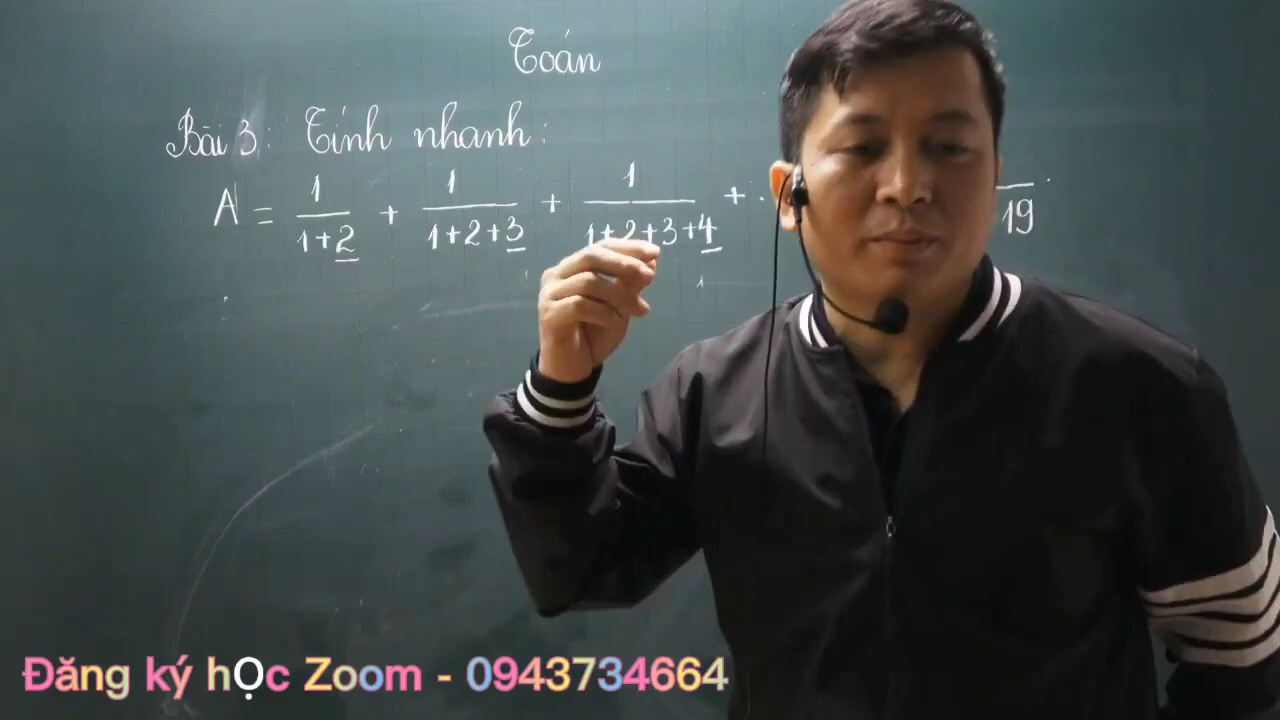 Toán
Bài 3: Tính nhanh:
A = 1/(1+2) + 1/(1+2+3) + 1/(1+2+3+4) + . 19
Đăng ký hỌc Zoom - 0943734664